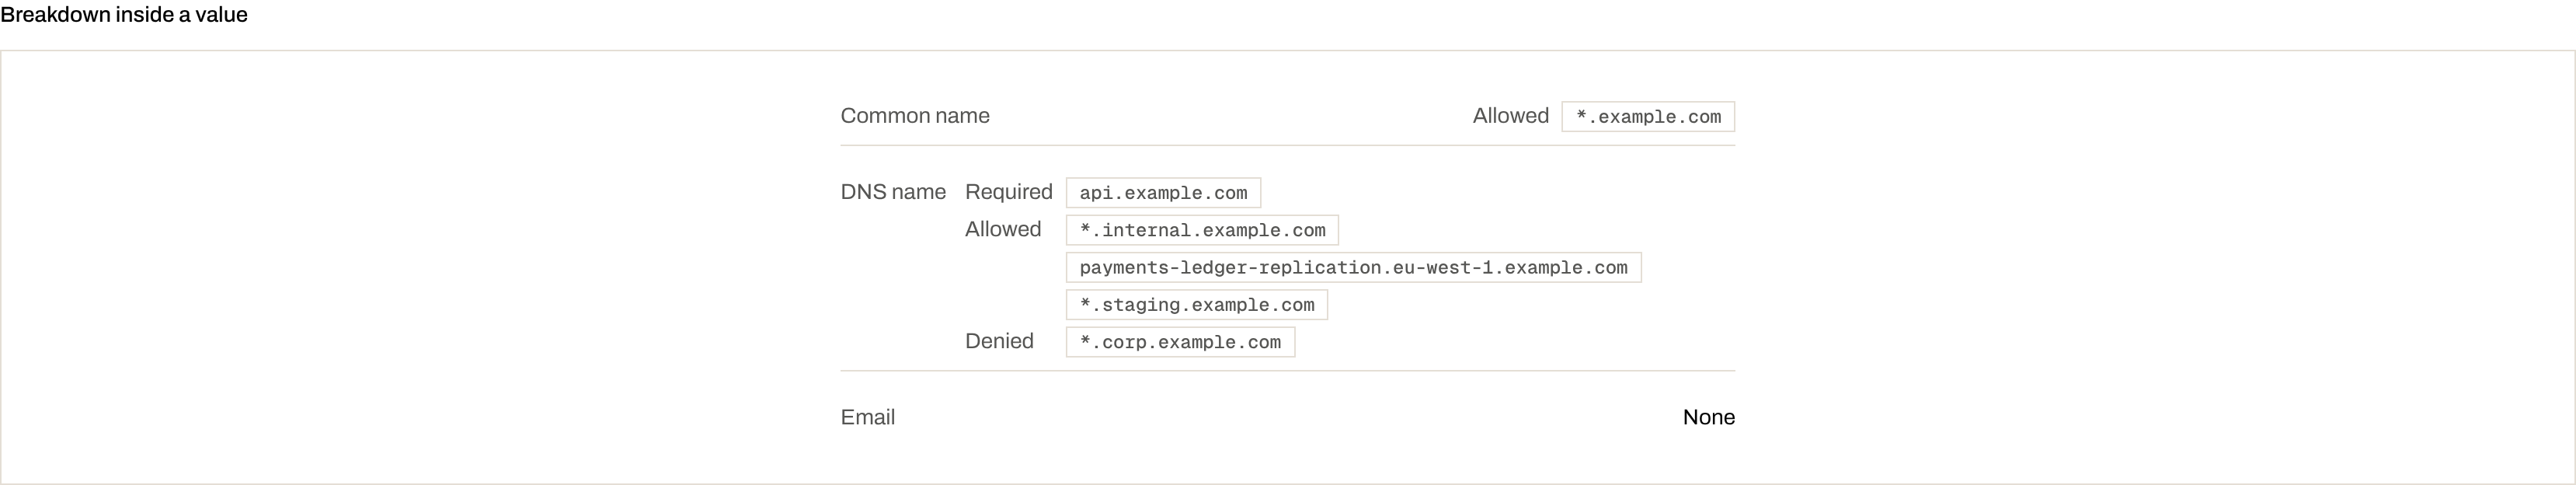 Breakdown inside a value
Common name Allowed *.example.com
DNS name Required api.example.com
Allowed *.internal.example.com
payments-ledger-replication.eu-west-1.example.com
*.staging.example.com
Denied *.corp.example.com
Email None